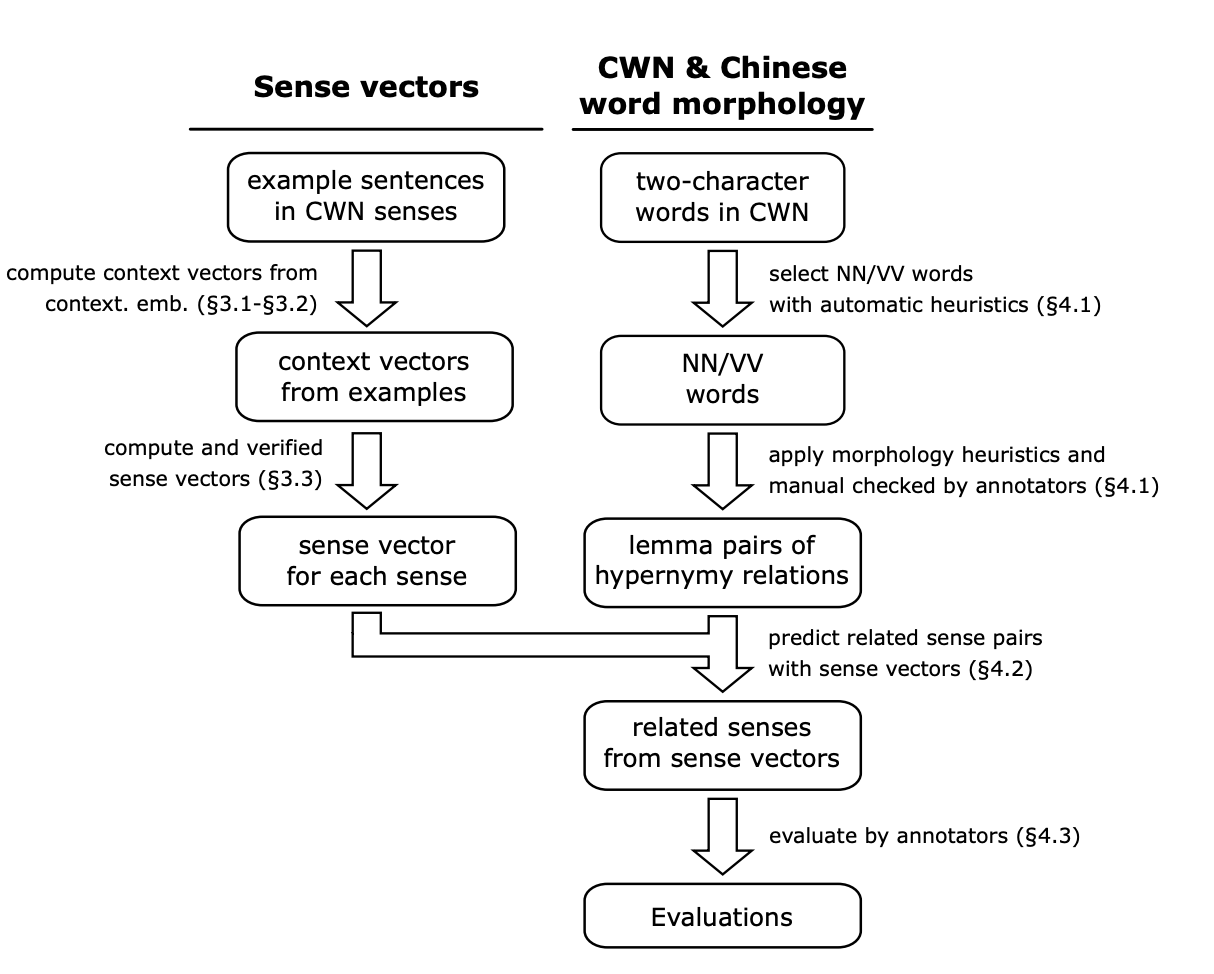 Sense vectors
example sentences
in CWN senses
compute context vectors from
context. emb. (§3.1-§3.2)
context vectors
from examples
compute and verified
sense vectors (§3.3)
sense vector
for each sense
CWN & Chinese
word morphology
two-character
words in CWN
select NN/VV words
with automatic heuristics (§4.1)
NN/VV
words
apply morphology heuristics and
manual checked by annotators (§4.1)
lemma pairs of
hypernymy relations
predict related sense pairs
with sense vectors (§4.2)
related senses
from sense vectors
evaluate by annotators (§4.3)
Evaluations